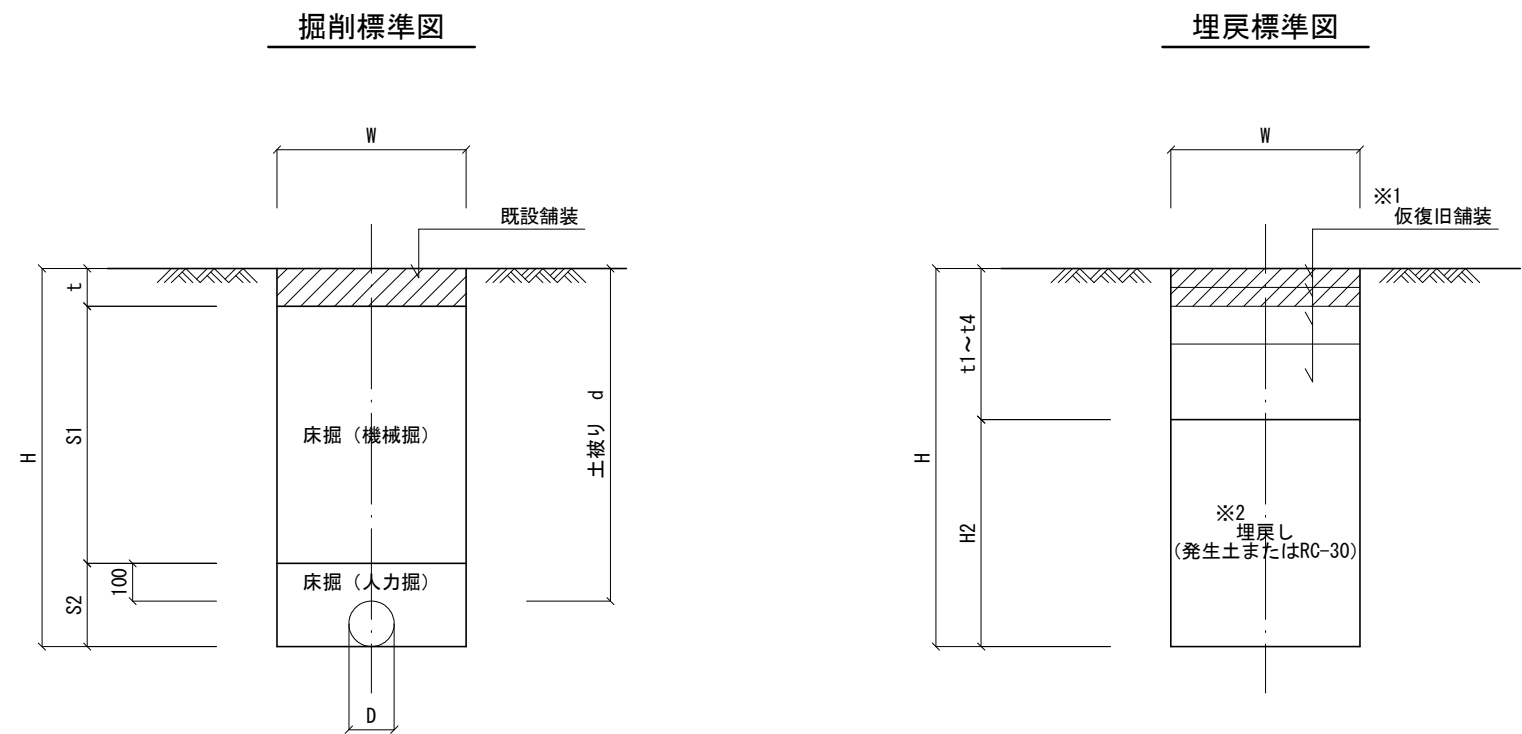 掘削標準図
W
既設舗装
t
S1
H
床掘（機械掘）
土被り d
100
S2
床掘（人力掘）
D
埋戻標準図
W
※1
仮復旧舗装
t1～t4
H
H2
※2
埋戻し
(発生土またはRC-30)